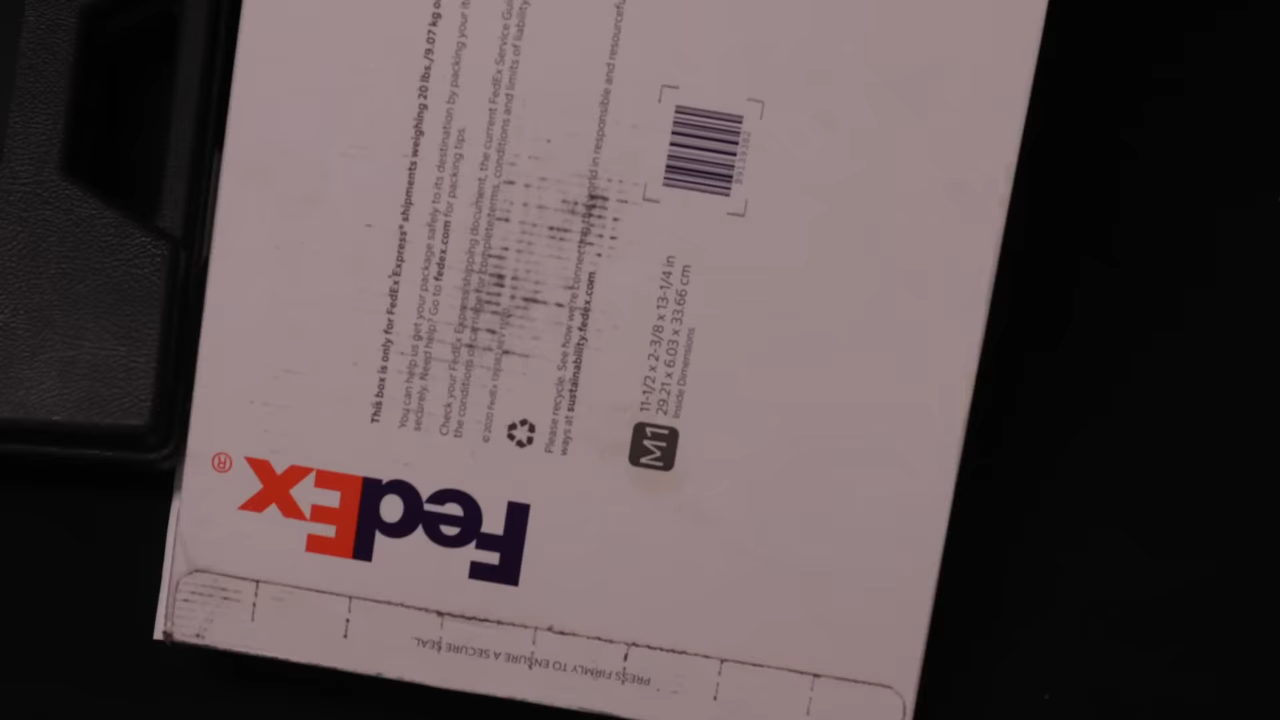 This box is only for FedEx Express® shipments weighing 20 lbs./9.07 kg
You can help us get your package safely to its destination by packing your
securely. Need help? Go to fedex.com for packing tips.
Check your FedEx Express shipping document, the current FedEx Service
the conditions of carriage for complete terms, conditions and limits of liability
© 2020 FedEx
Please recycle. See how we're connecting the world in responsible and
ways at sustainability.fedex.com.
M1
11-1/2 x 2-3/8 x 13-1/4 in
29.21 x 6.03 x 33.66 cm
Inside Dimensions
FedEx®
PRESS FIRMLY TO ENSURE A SECURE SEAL